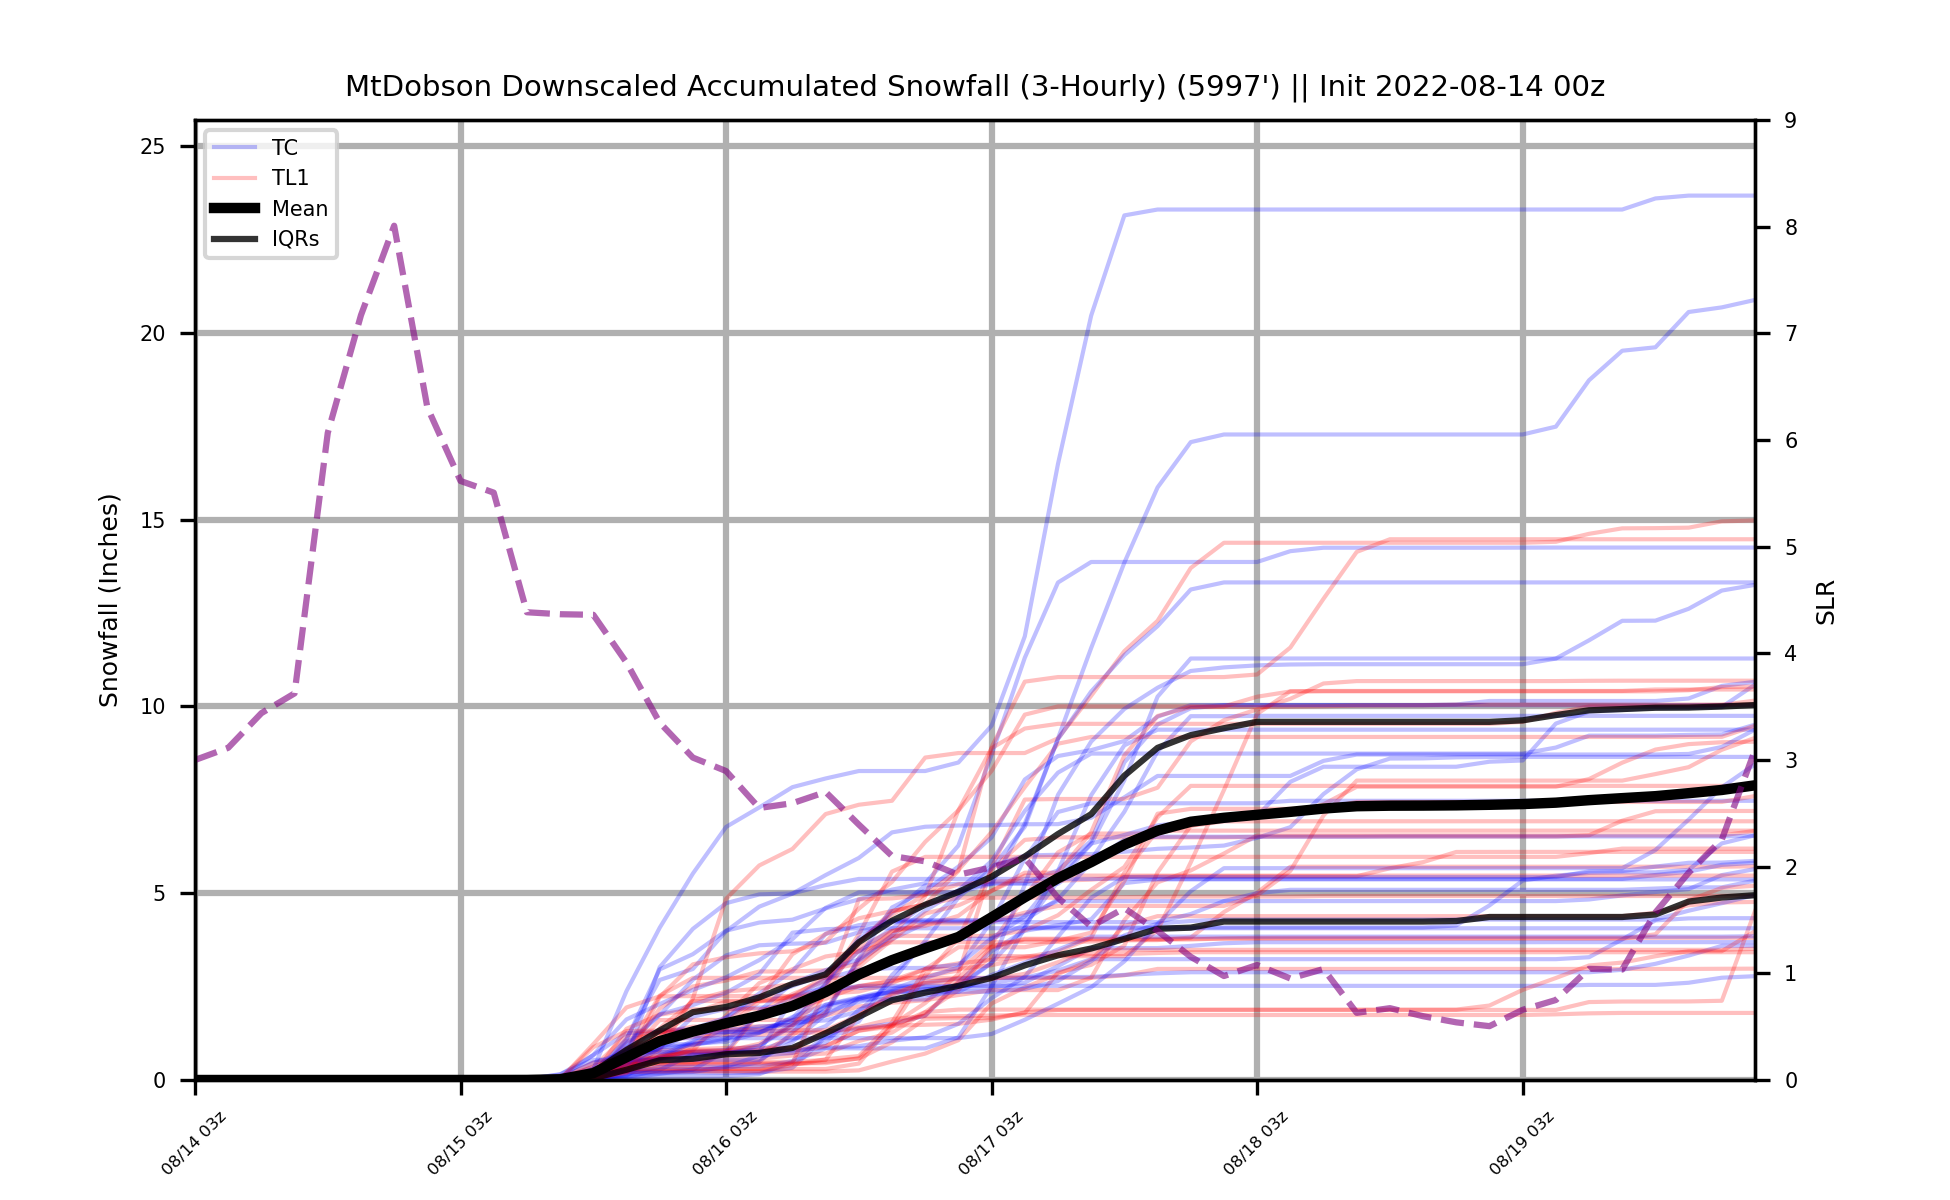 MtDobson Downscaled Accumulated Snowfall (3-Hourly) (5997') || Init 2022-08-14 00z
TC
TL1
Mean
IQRs
Snowfall (Inches)
25
20
15
10
5
0
SLR
9
8
7
6
5
4
3
2
1
0
08/14 03z
08/15 03z
08/16 03z
08/17 03z
08/18 03z
08/19 03z